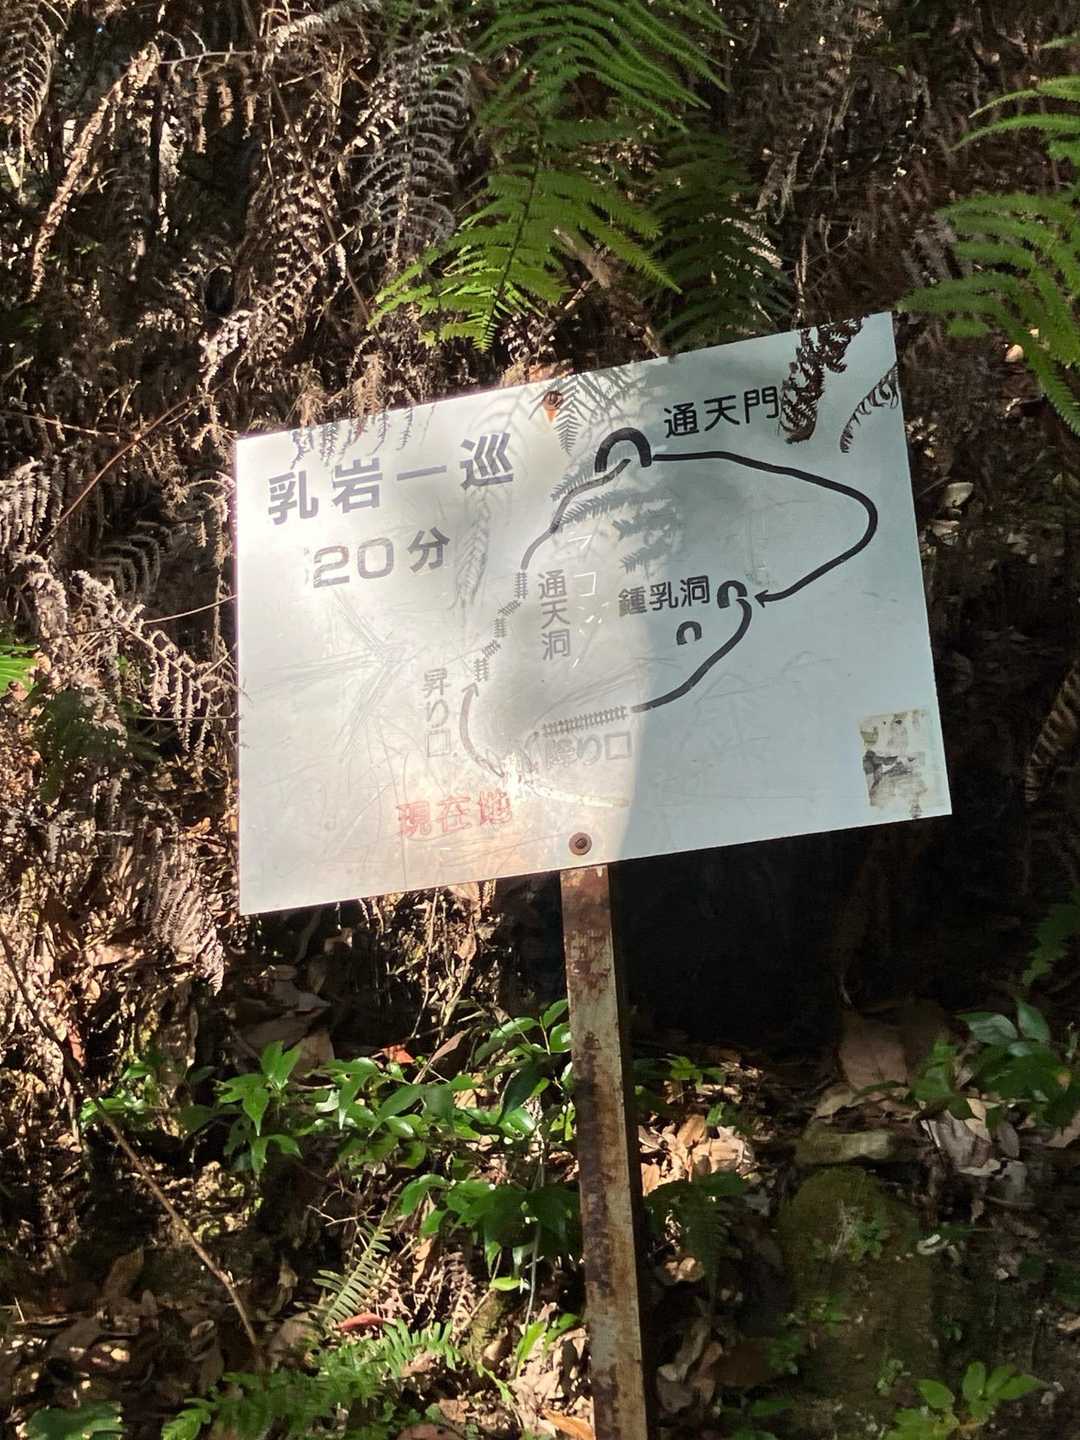 乳岩一巡
20分
通天門
通天洞
鍾乳洞
昇り口
降り口
現在地